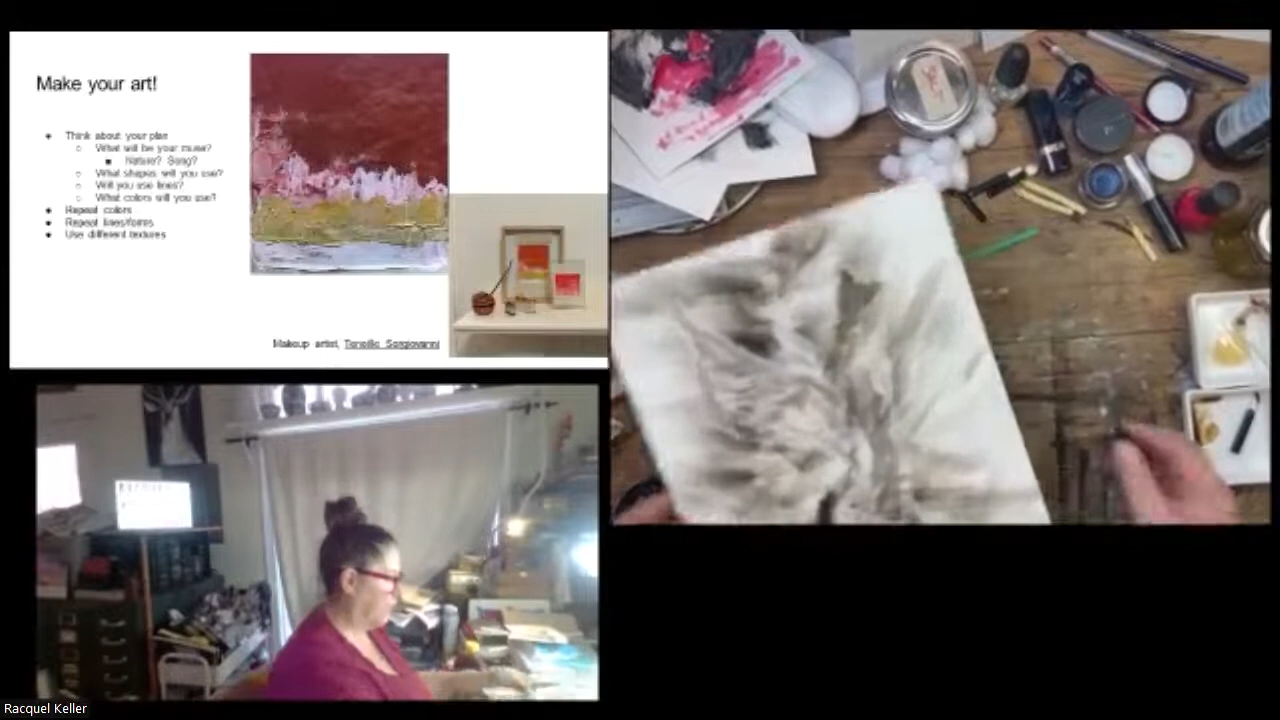 Make your art!
Think about your plan
What will be your muse?
Nature? Song?
What shapes will you use?
Will you use lines?
What colors will you use?
Repeat colors
Repeat lines/forms
Use different textures
Makeup artist,
Racquel Keller